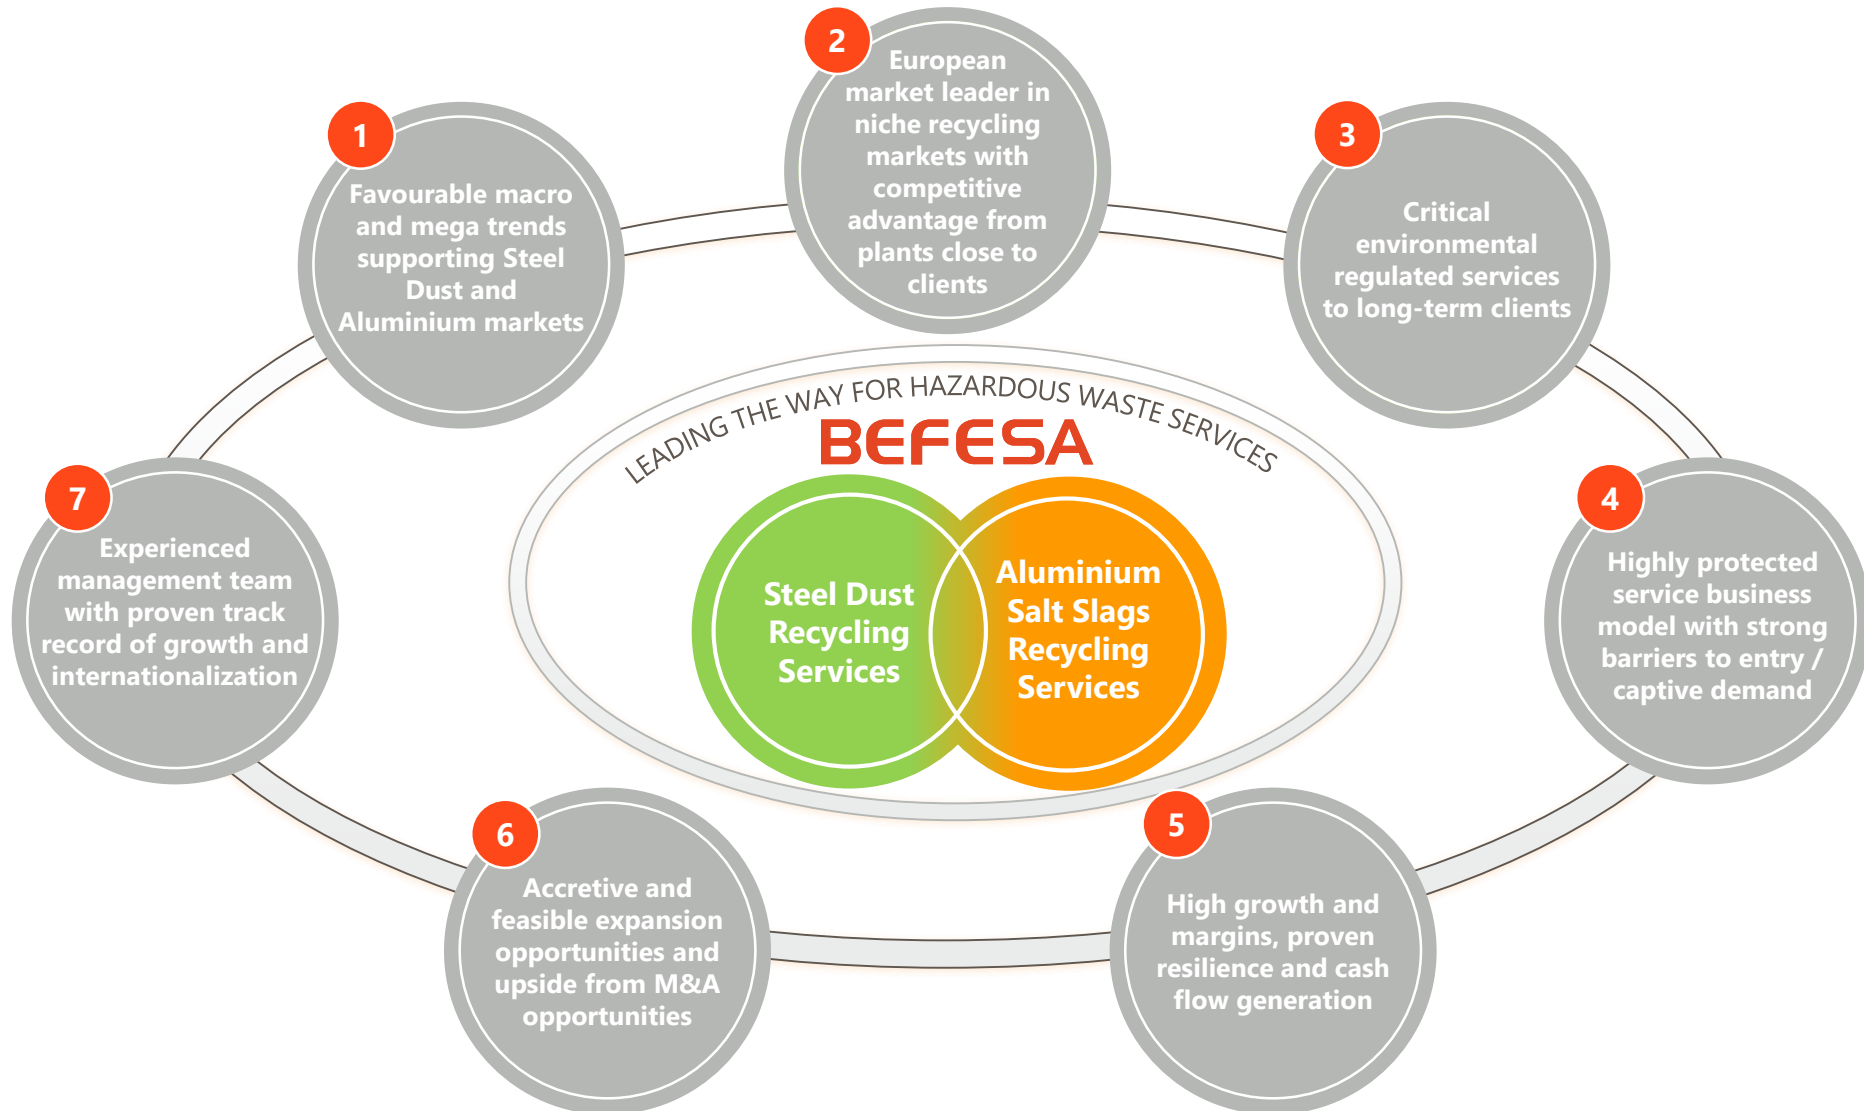 1
Favourable macro
and mega trends
supporting Steel
Dust and
Aluminium markets
2
European
market leader in
niche recycling
markets with
competitive
advantage from
plants close to
clients
3
Critical
environmental
regulated services
to long-term clients
4
Highly protected
service business
model with strong
barriers to entry /
captive demand
5
High growth and
margins, proven
resilience and cash
flow generation
6
Accretive and
feasible expansion
opportunities and
upside from M&A
opportunities
7
Experienced
management team
with proven track
record of growth and
internationalization
LEADING THE WAY FOR HAZARDOUS WASTE SERVICES
BEFESA
Steel Dust
Recycling
Services
Aluminium
Salt Slags
Recycling
Services